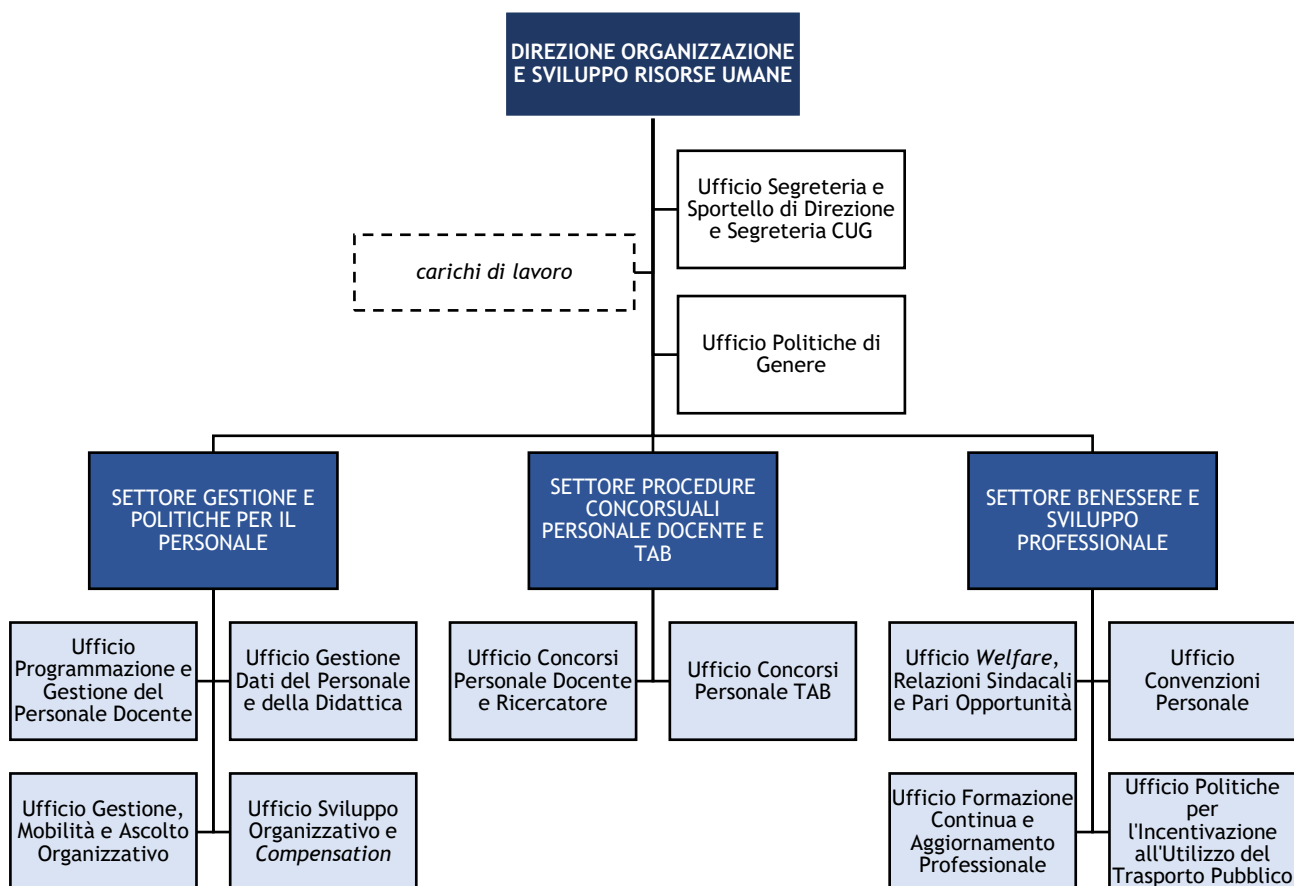 DIREZIONE ORGANIZZAZIONE
E SVILUPPO RISORSE UMANE
Ufficio Segreteria e
Sportello di Direzione
e Segreteria CUG
carichi di lavoro
Ufficio Politiche di
Genere
SETTORE GESTIONE E
POLITICHE PER IL
PERSONALE
SETTORE PROCEDURE
CONCORSUALI
PERSONALE DOCENTE E
TAB
SETTORE BENESSERE E
SVILUPPO
PROFESSIONALE
Ufficio
Programmazione e
Gestione del
Personale Docente
Ufficio Gestione
Dati del Personale
e della Didattica
Ufficio Concorsi
Personale Docente
e Ricercatore
Ufficio Concorsi
Personale TAB
Ufficio Welfare,
Relazioni Sindacali
e Pari Opportunità
Ufficio
Convenzioni
Personale
Ufficio Gestione,
Mobilità e Ascolto
Organizzativo
Ufficio Sviluppo
Organizzativo e
Compensation
Ufficio Formazione
Continua e
Aggiornamento
Professionale
Ufficio Politiche
per
l'Incentivazione
all'Utilizzo del
Trasporto Pubblico